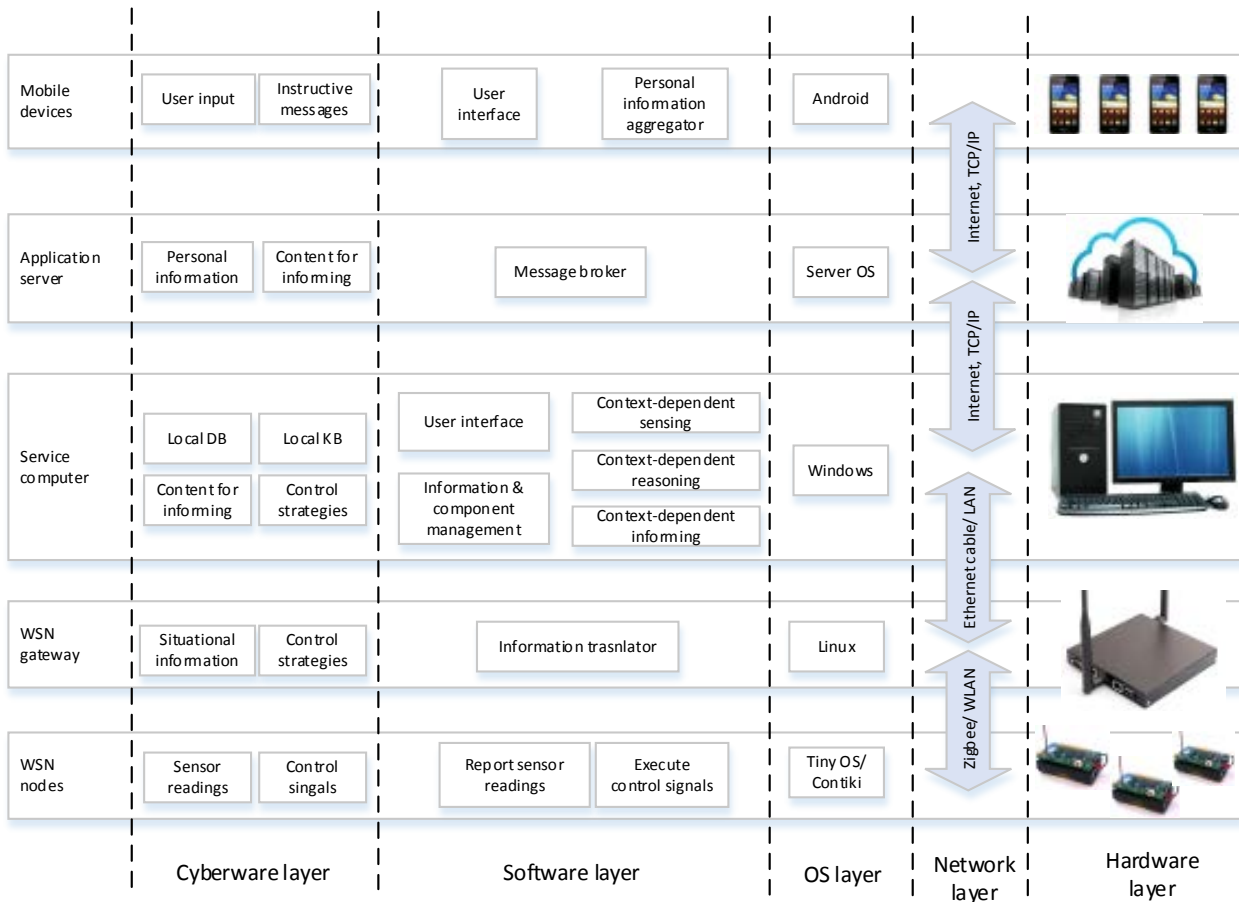 Mobile
devices
User input
Instructive
messages
User
interface
Personal
information
aggregator
Android
Internet, TCP/IP
Application
server
Personal
information
Content for
informing
Message broker
Server OS
Internet, TCP/IP
Service
computer
Local DB
Local KB
Content for
informing
Control
strategies
User interface
Information &
component
management
Context-dependent
sensing
Context-dependent
reasoning
Context-dependent
informing
Windows
Ethernet cable/ LAN
WSN
gateway
Situational
information
Control
strategies
Information trasnlator
Linux
Zigbee/ WLAN
WSN
nodes
Sensor
readings
Control
singals
Report sensor
readings
Execute
control signals
Tiny OS/
Contiki
Cyberware layer
Software layer
OS layer
Network
layer
Hardware
layer